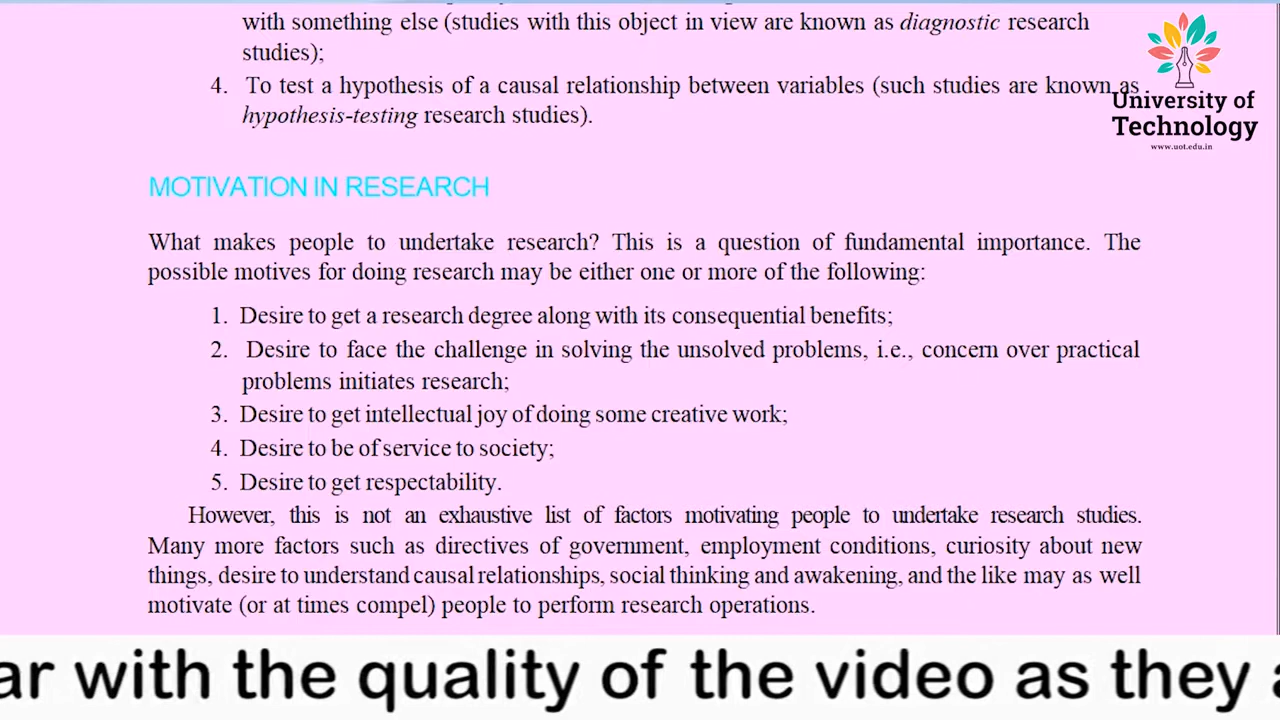 with something else (studies with this object in view are known as diagnostic research
studies);
4. To test a hypothesis of a causal relationship between variables (such studies are known as
hypothesis-testing research studies).
University of
Technology
www.uot.edu.in
MOTIVATION IN RESEARCH
What makes people to undertake research? This is a question of fundamental importance. The
possible motives for doing research may be either one or more of the following:
1. Desire to get a research degree along with its consequential benefits;
2. Desire to face the challenge in solving the unsolved problems, i.e., concern over practical
problems initiates research;
3. Desire to get intellectual joy of doing some creative work;
4. Desire to be of service to society;
5. Desire to get respectability.
However, this is not an exhaustive list of factors motivating people to undertake research studies.
Many more factors such as directives of government, employment conditions, curiosity about new
things, desire to understand causal relationships, social thinking and awakening, and the like may as well
motivate (or at times compel) people to perform research operations.
ar with the quality of the video as they a